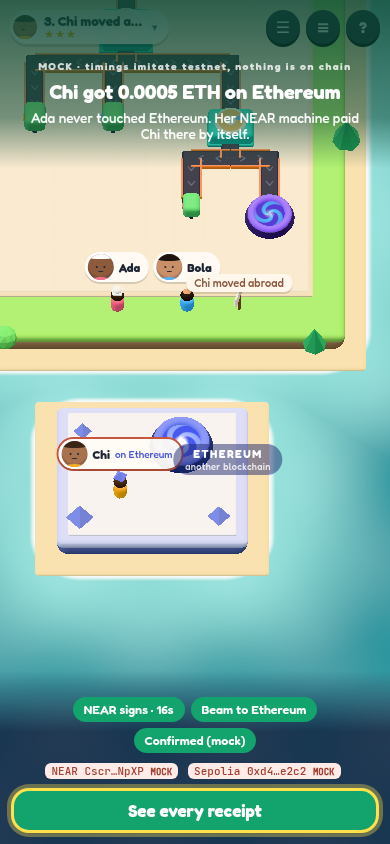 3. Chi moved a...
★★★
?
MOCK · timings imitate testnet, nothing is on chain
Chi got 0.0005 ETH on Ethereum
Ada never touched Ethereum. Her NEAR machine paid
Chi there by itself.
Ada
Bola
Chi moved abroad
Chi on Ethereum
ETHEREUM
another blockchain
NEAR signs · 16s
Beam to Ethereum
Confirmed (mock)
NEAR Cscr…NpXP MOCK
Sepolia 0xd4…e2c2 MOCK
See every receipt